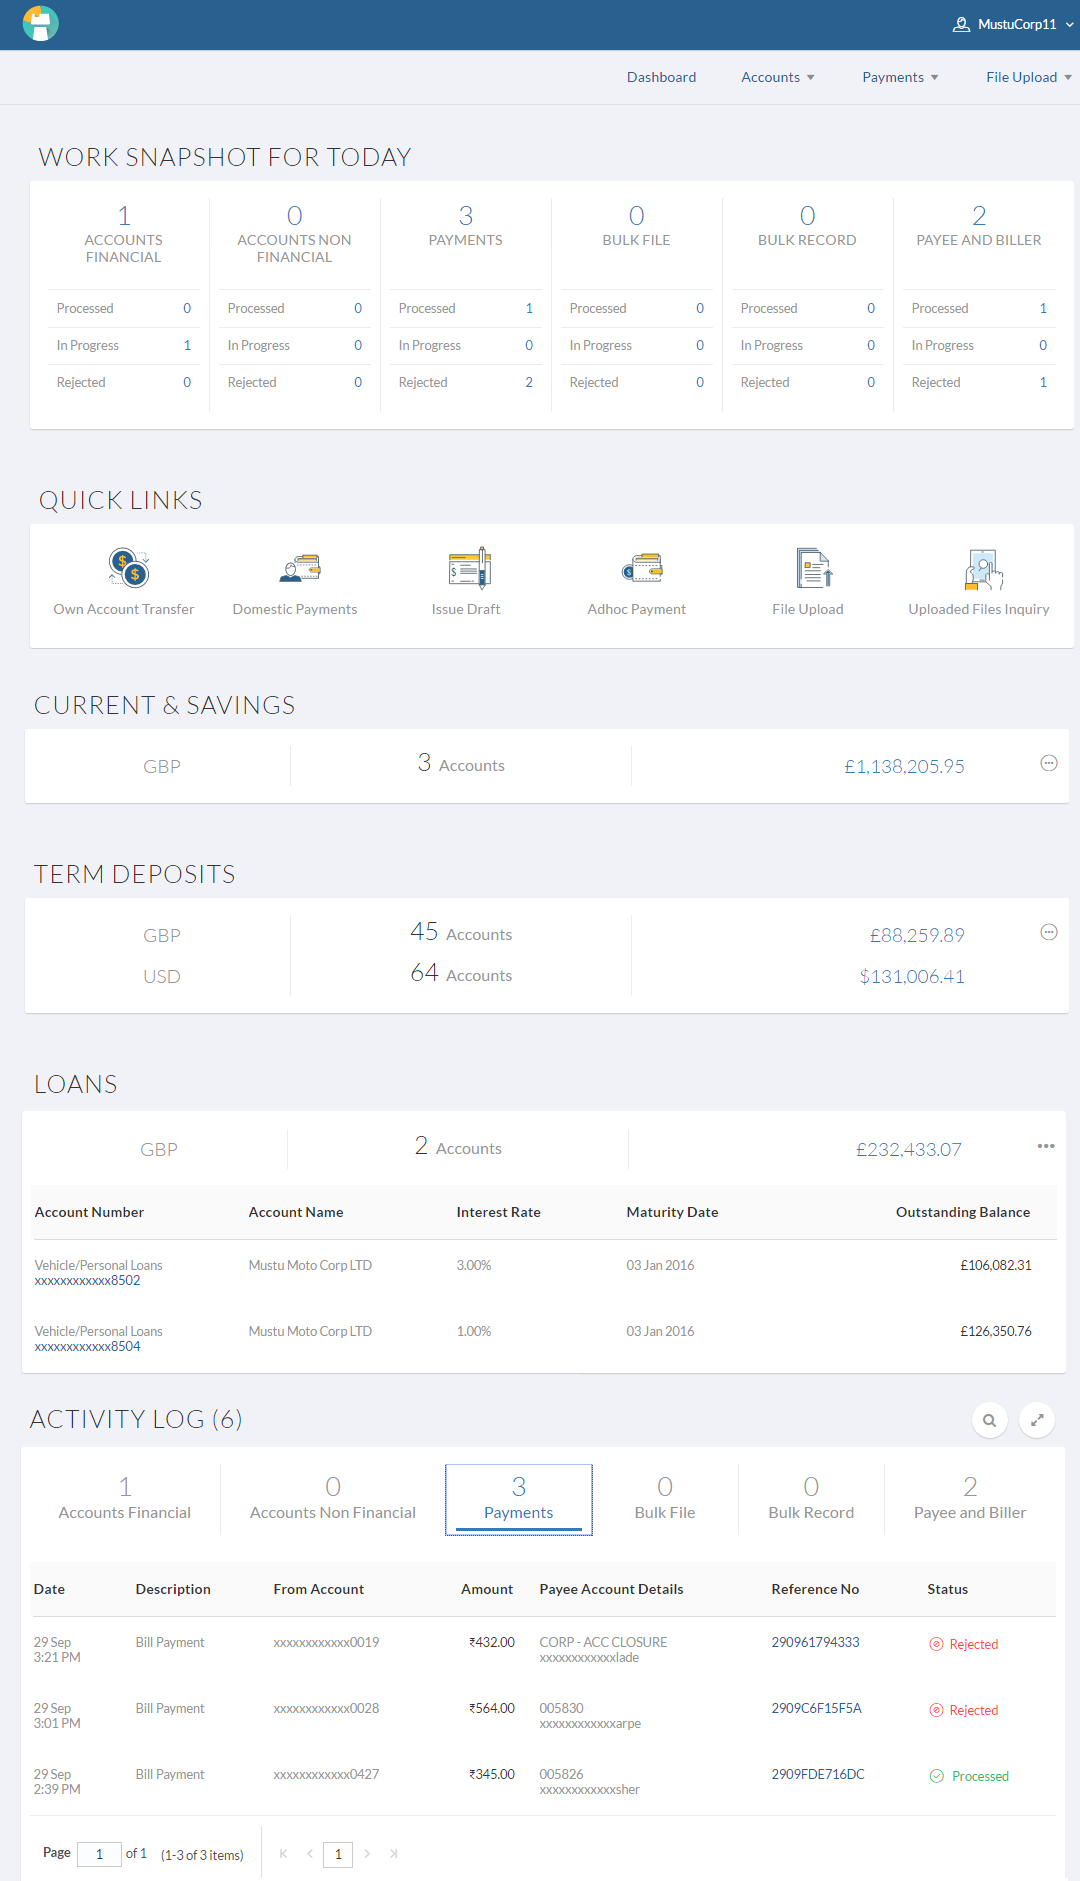 MustuCorp11
Dashboard Accounts Payments File Upload
WORK SNAPSHOT FOR TODAY
1 0 3 0 0 2
ACCOUNTS FINANCIAL ACCOUNTS NON FINANCIAL PAYMENTS BULK FILE BULK RECORD PAYEE AND BILLER
Processed 0 Processed 0 Processed 1 Processed 0 Processed 0 Processed 1
In Progress 1 In Progress 0 In Progress 0 In Progress 0 In Progress 0 In Progress 0
Rejected 0 Rejected 0 Rejected 2 Rejected 0 Rejected 0 Rejected 1
QUICK LINKS
Own Account Transfer Domestic Payments Issue Draft Adhoc Payment File Upload Uploaded Files Inquiry
CURRENT & SAVINGS
GBP 3 Accounts £1,138,205.95
TERM DEPOSITS
GBP 45 Accounts £88,259.89
USD 64 Accounts $131,006.41
LOANS
GBP 2 Accounts £232,433.07
Account Number Account Name Interest Rate Maturity Date Outstanding Balance
Vehicle/Personal Loans Mustu Moto Corp LTD 3.00% 03 Jan 2016 £106,082.31
xxxxxxxxxxxx8502
Vehicle/Personal Loans Mustu Moto Corp LTD 1.00% 03 Jan 2016 £126,350.76
xxxxxxxxxxxx8504
ACTIVITY LOG (6)
1 0 3 0 0 2
Accounts Financial Accounts Non Financial Payments Bulk File Bulk Record Payee and Biller
Date Description From Account Amount Payee Account Details Reference No Status
29 Sep Bill Payment xxxxxxxxxxxx0019 ₹432.00 CORP - ACC CLOSURE 290961794333 Rejected
3:21 PM xxxxxxxxxxxxlade
29 Sep Bill Payment xxxxxxxxxxxx0028 ₹564.00 005830 2909C6F15F5A Rejected
3:01 PM xxxxxxxxxxxxarpe
29 Sep Bill Payment xxxxxxxxxxxx0427 ₹345.00 005826 2909FDE716DC Processed
2:39 PM xxxxxxxxxxxxsher
Page 1 of 1 (1-3 of 3 items) 1